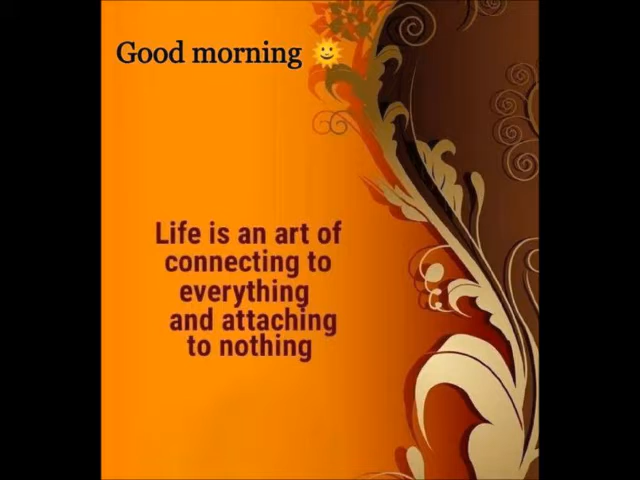 Good morning 🌞
Life is an art of
connecting to
everything
and attaching
to nothing